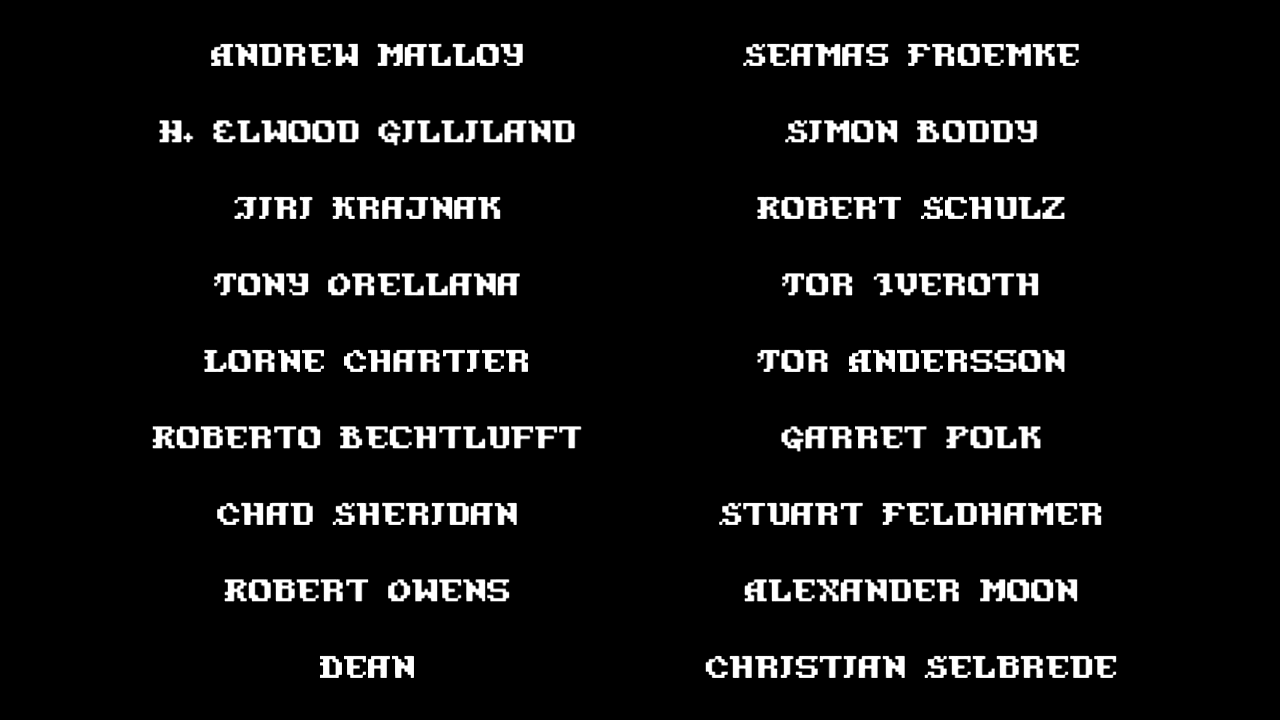 ANDREW MALLOY
SEAMAS FROEMKE
H. ELWOOD GILLILAND
SIMON BODDY
JIRI KRAJNAK
ROBERT SCHULZ
TONY ORELLANA
TOR IVEROTH
LORNE CHARTIER
TOR ANDERSSON
ROBERTO BECHTLUFFT
GARRET POLK
CHAD SHERIDAN
STUART FELDHAMER
ROBERT OWENS
ALEXANDER MOON
DEAN
CHRISTIAN SELBREDE